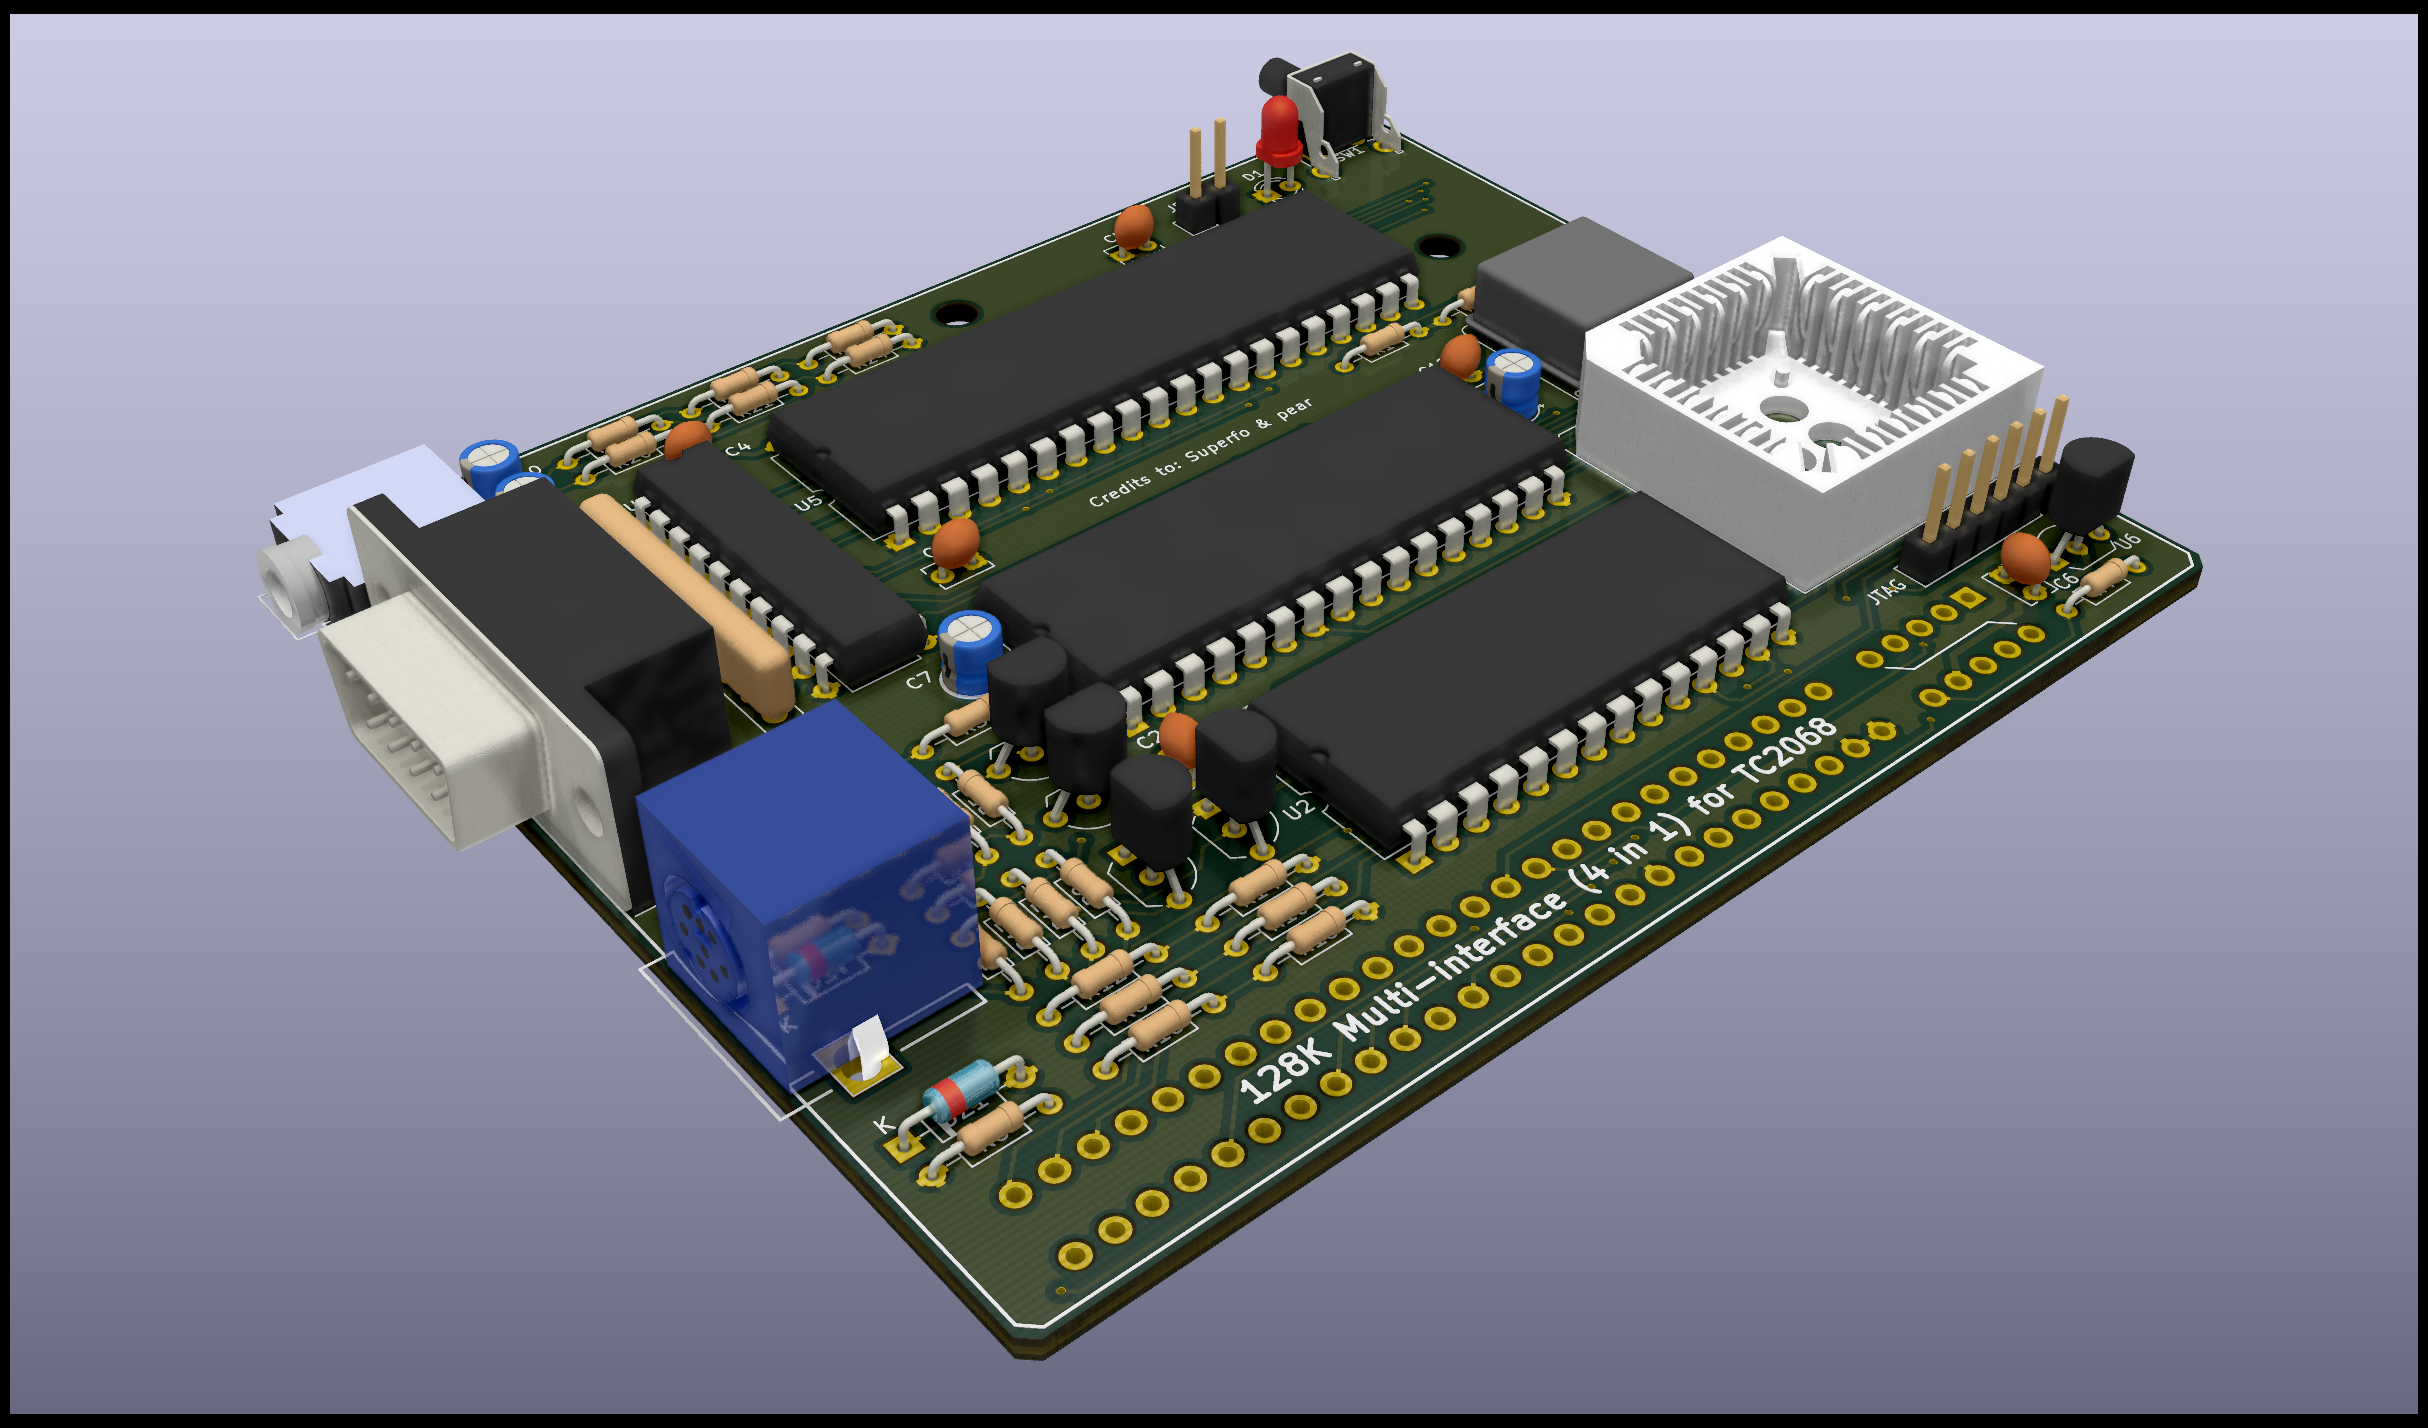 D1
SW1
C4
U5
Credits to: Superfo & pear
U6
C6
JTAG
C7
C2
U2
128K Multi-interface (4 in 1) for TC2068
K